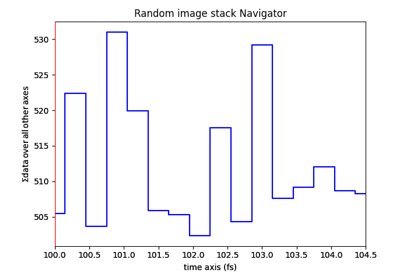 Random image stack Navigator
530
525
520
515
510
505
Σdata over all other axes
100.0 100.5 101.0 101.5 102.0 102.5 103.0 103.5 104.0 104.5
time axis (fs)